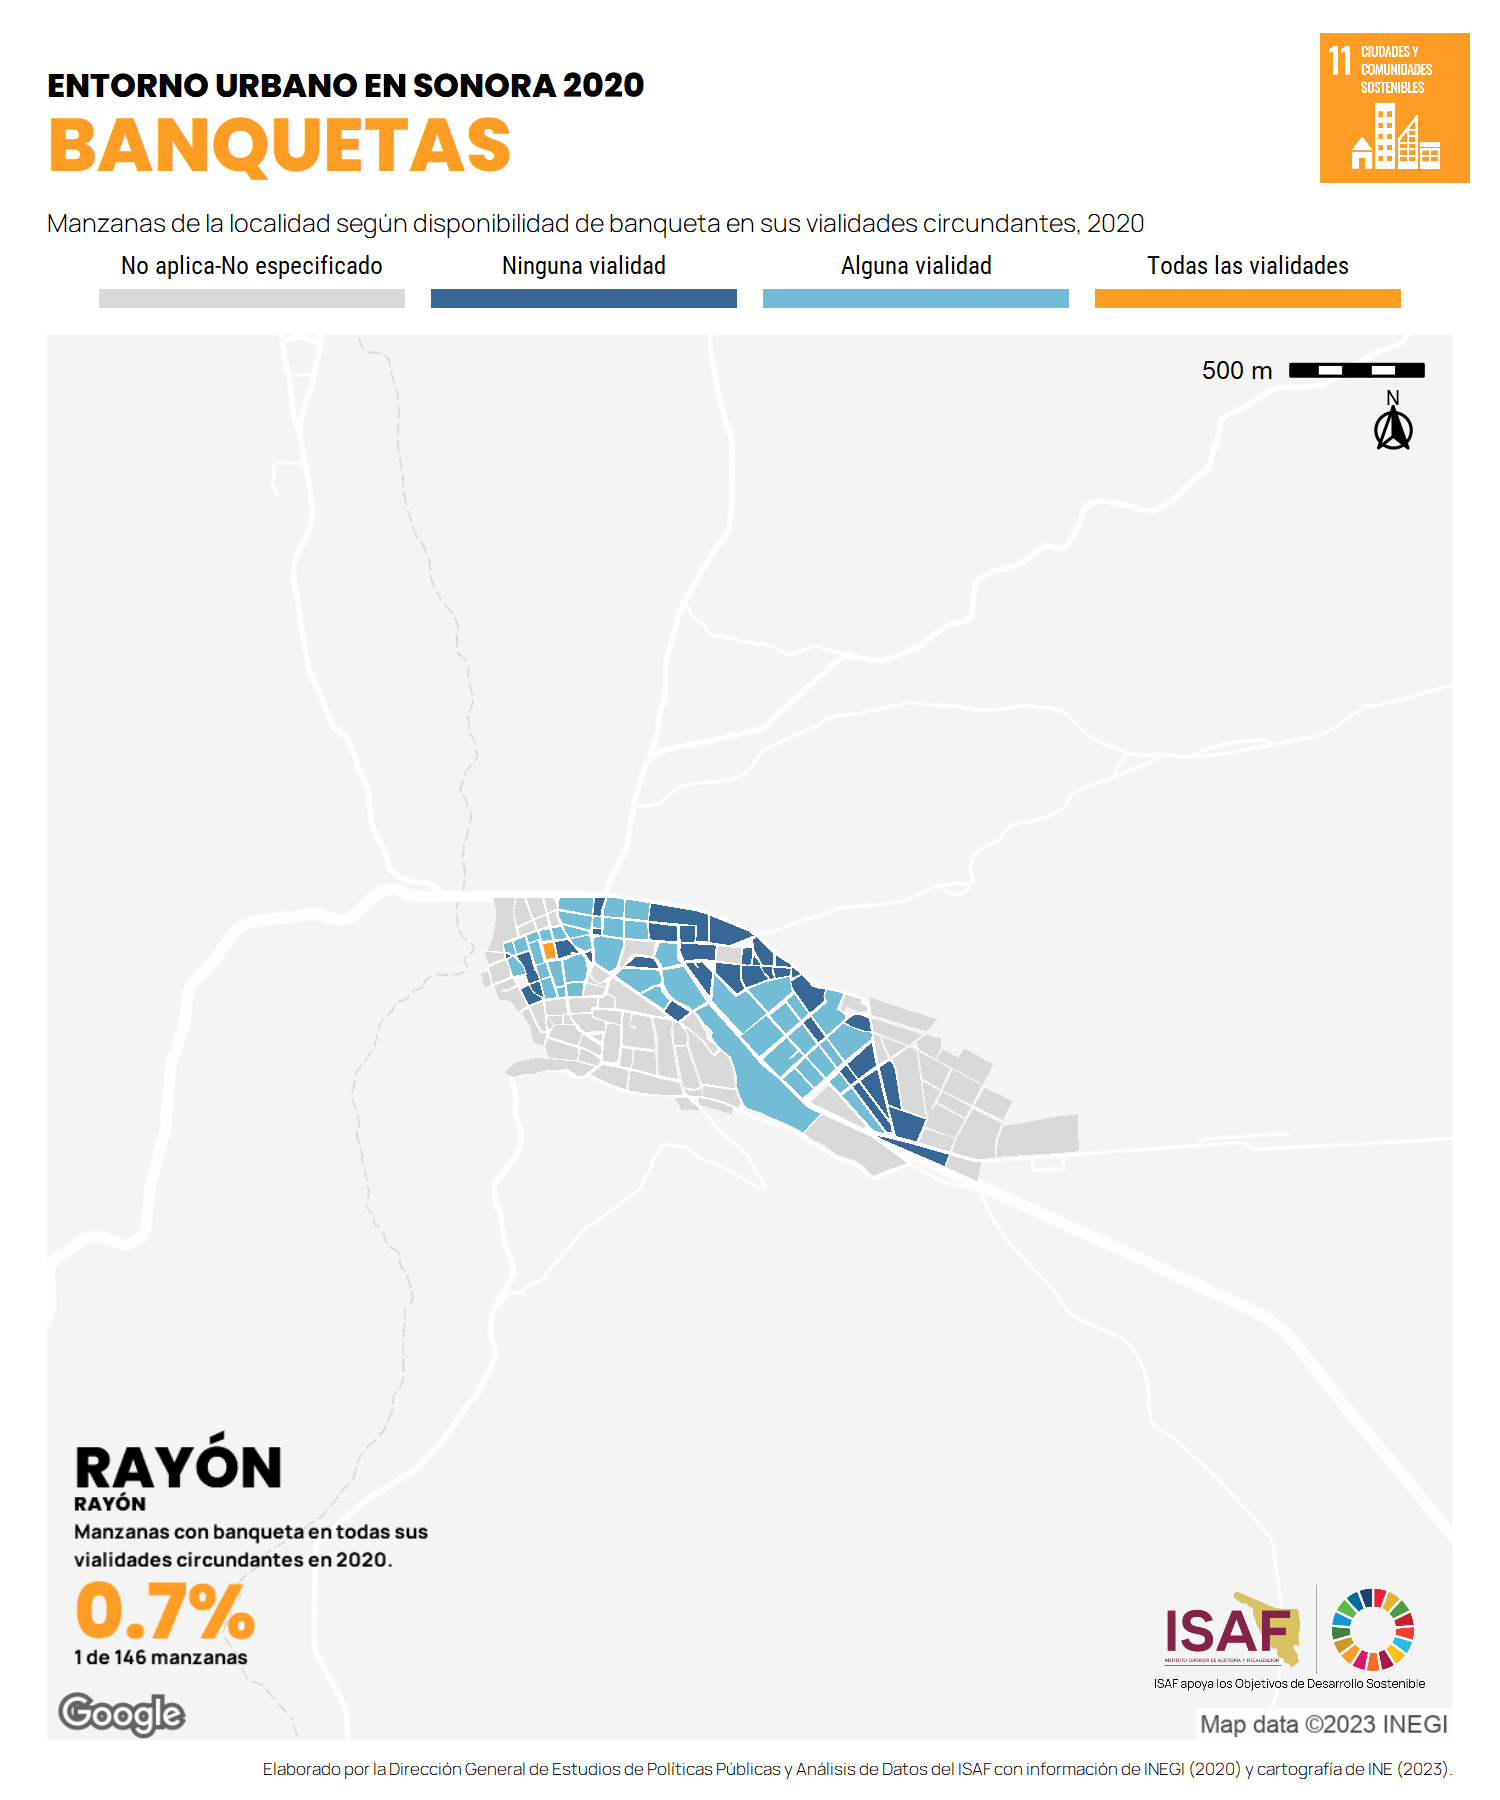 ENTORNO URBANO EN SONORA 2020
BANQUETAS
11 CIUDADES Y
COMUNIDADES
SOSTENIBLES
Manzanas de la localidad según disponibilidad de banqueta en sus vialidades circundantes, 2020
No aplica-No especificado Ninguna vialidad Alguna vialidad Todas las vialidades
500 m
N
RAYÓN
RAYÓN
Manzanas con banqueta en todas sus
vialidades circundantes en 2020.
0.7%
1 de 146 manzanas
Google
ISAF
INSTITUTO SUPERIOR DE AUDITORÍA Y FISCALIZACIÓN
ISAF apoya los Objetivos de Desarrollo Sostenible
Map data ©2023 INEGI
Elaborado por la Dirección General de Estudios de Políticas Públicas y Análisis de Datos del ISAF con información de INEGI (2020) y cartografía de INE (2023).